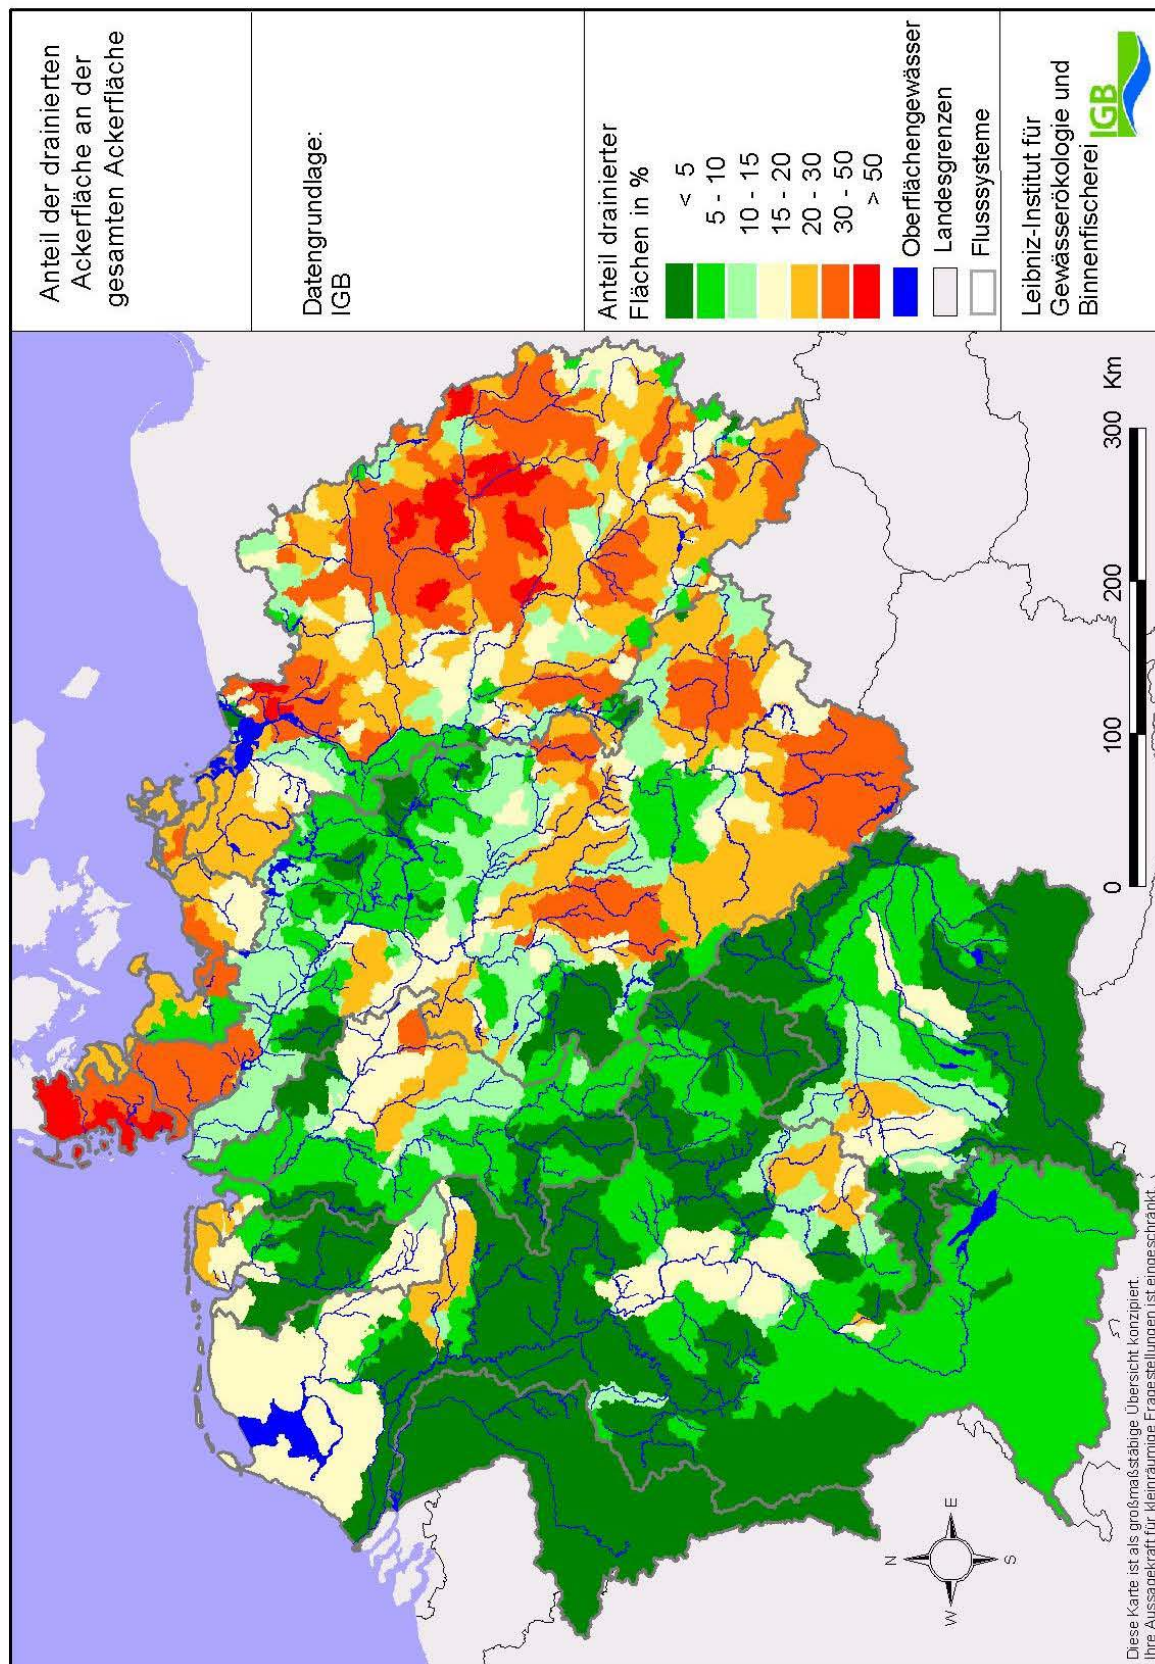 Anteil der drainierten
Ackerfläche an der
gesamten Ackerfläche
Datengrundlage:
IGB
Anteil drainierter
Flächen in %
< 5
5 - 10
10 - 15
15 - 20
20 - 30
30 - 50
> 50
Oberflächengewässer
Landesgrenzen
Flusssysteme
Leibniz-Institut für
Gewässerökologie und
Binnenfischerei
IGB
0 100 200 300 Km
N
W E
S
Diese Karte ist als großmaßstäbige Übersicht konzipiert.
Ihre Aussagekraft für kleinräumige Fragestellungen ist eingeschränkt.